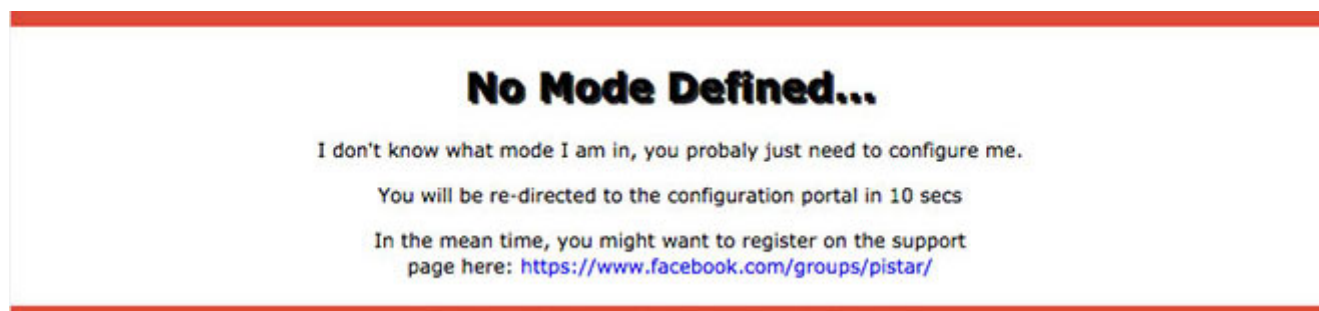 No Mode Defined...
I don't know what mode I am in, you probaly just need to configure me.
You will be re-directed to the configuration portal in 10 secs
In the mean time, you might want to register on the support
page here: https://www.facebook.com/groups/pistar/